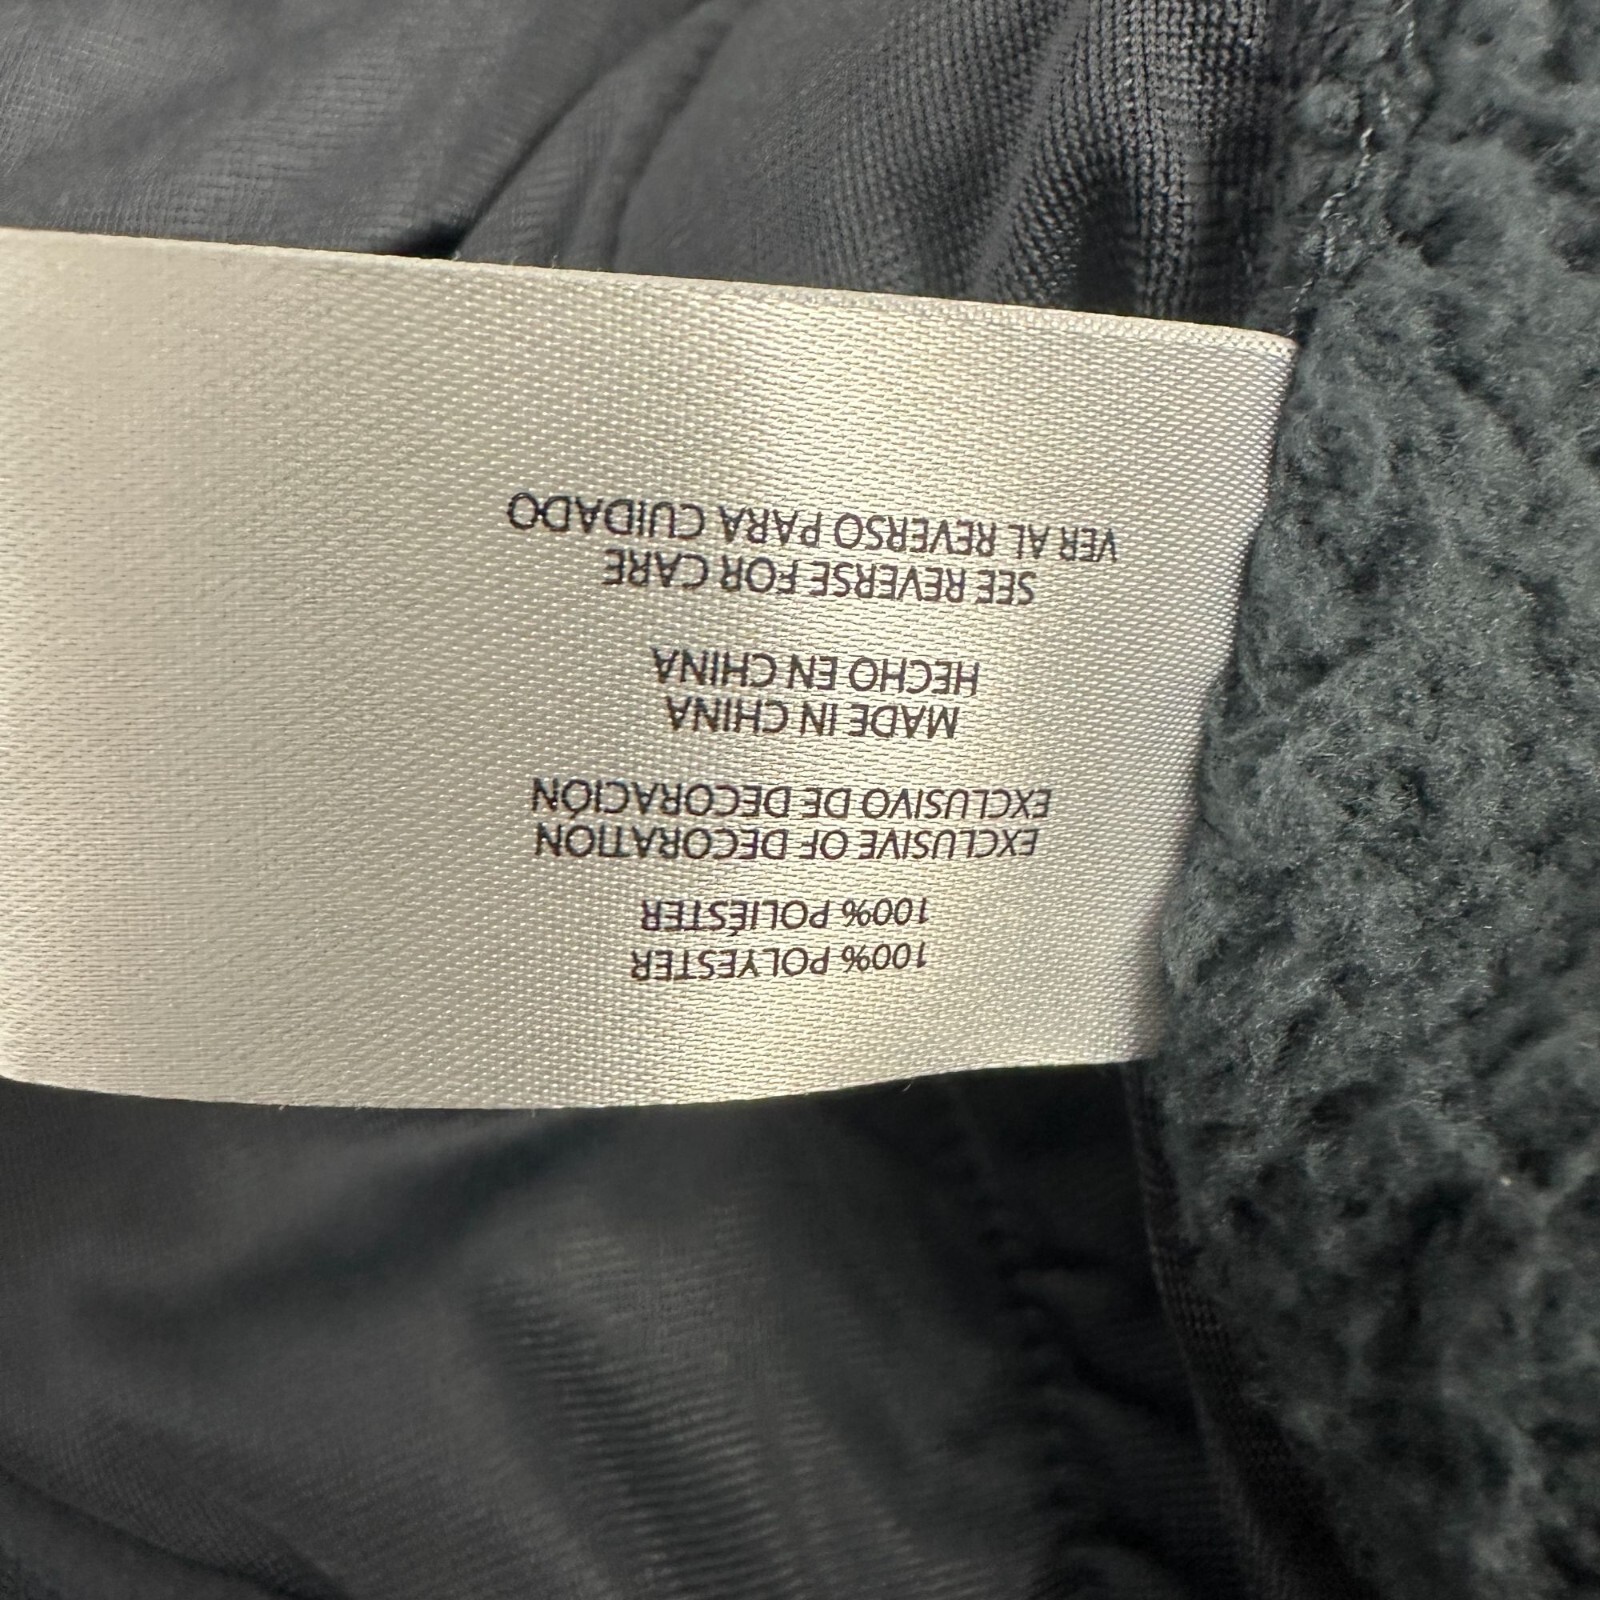 100% POLYESTER
100% POLIÉSTER
EXCLUSIVE OF DECORATION
EXCLUSIVO DE DECORACIÓN
MADE IN CHINA
HECHO EN CHINA
SEE REVERSE FOR CARE
VER AL REVERSO PARA CUIDADO